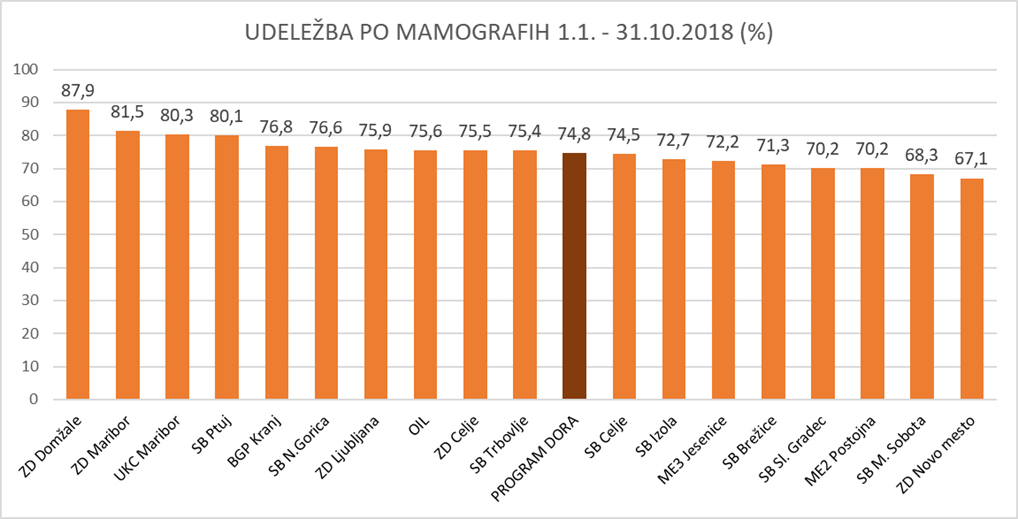 UDELEŽBA PO MAMOGRAFIH 1.1. - 31.10.2018 (%)
100
90
80
70
60
50
40
30
20
10
0
87,9
81,5
80,3
80,1
76,8
76,6
75,9
75,6
75,5
75,4
74,8
74,5
72,7
72,2
71,3
70,2
70,2
68,3
67,1
ZD Domžale
ZD Maribor
UKC Maribor
SB Ptuj
BGP Kranj
SB N.Gorica
ZD Ljubljana
OIL
ZD Celje
SB Trbovlje
PROGRAM DORA
SB Celje
SB Izola
ME3 Jesenice
SB Brežice
SB Sl. Gradec
ME2 Postojna
SB M. Sobota
ZD Novo mesto